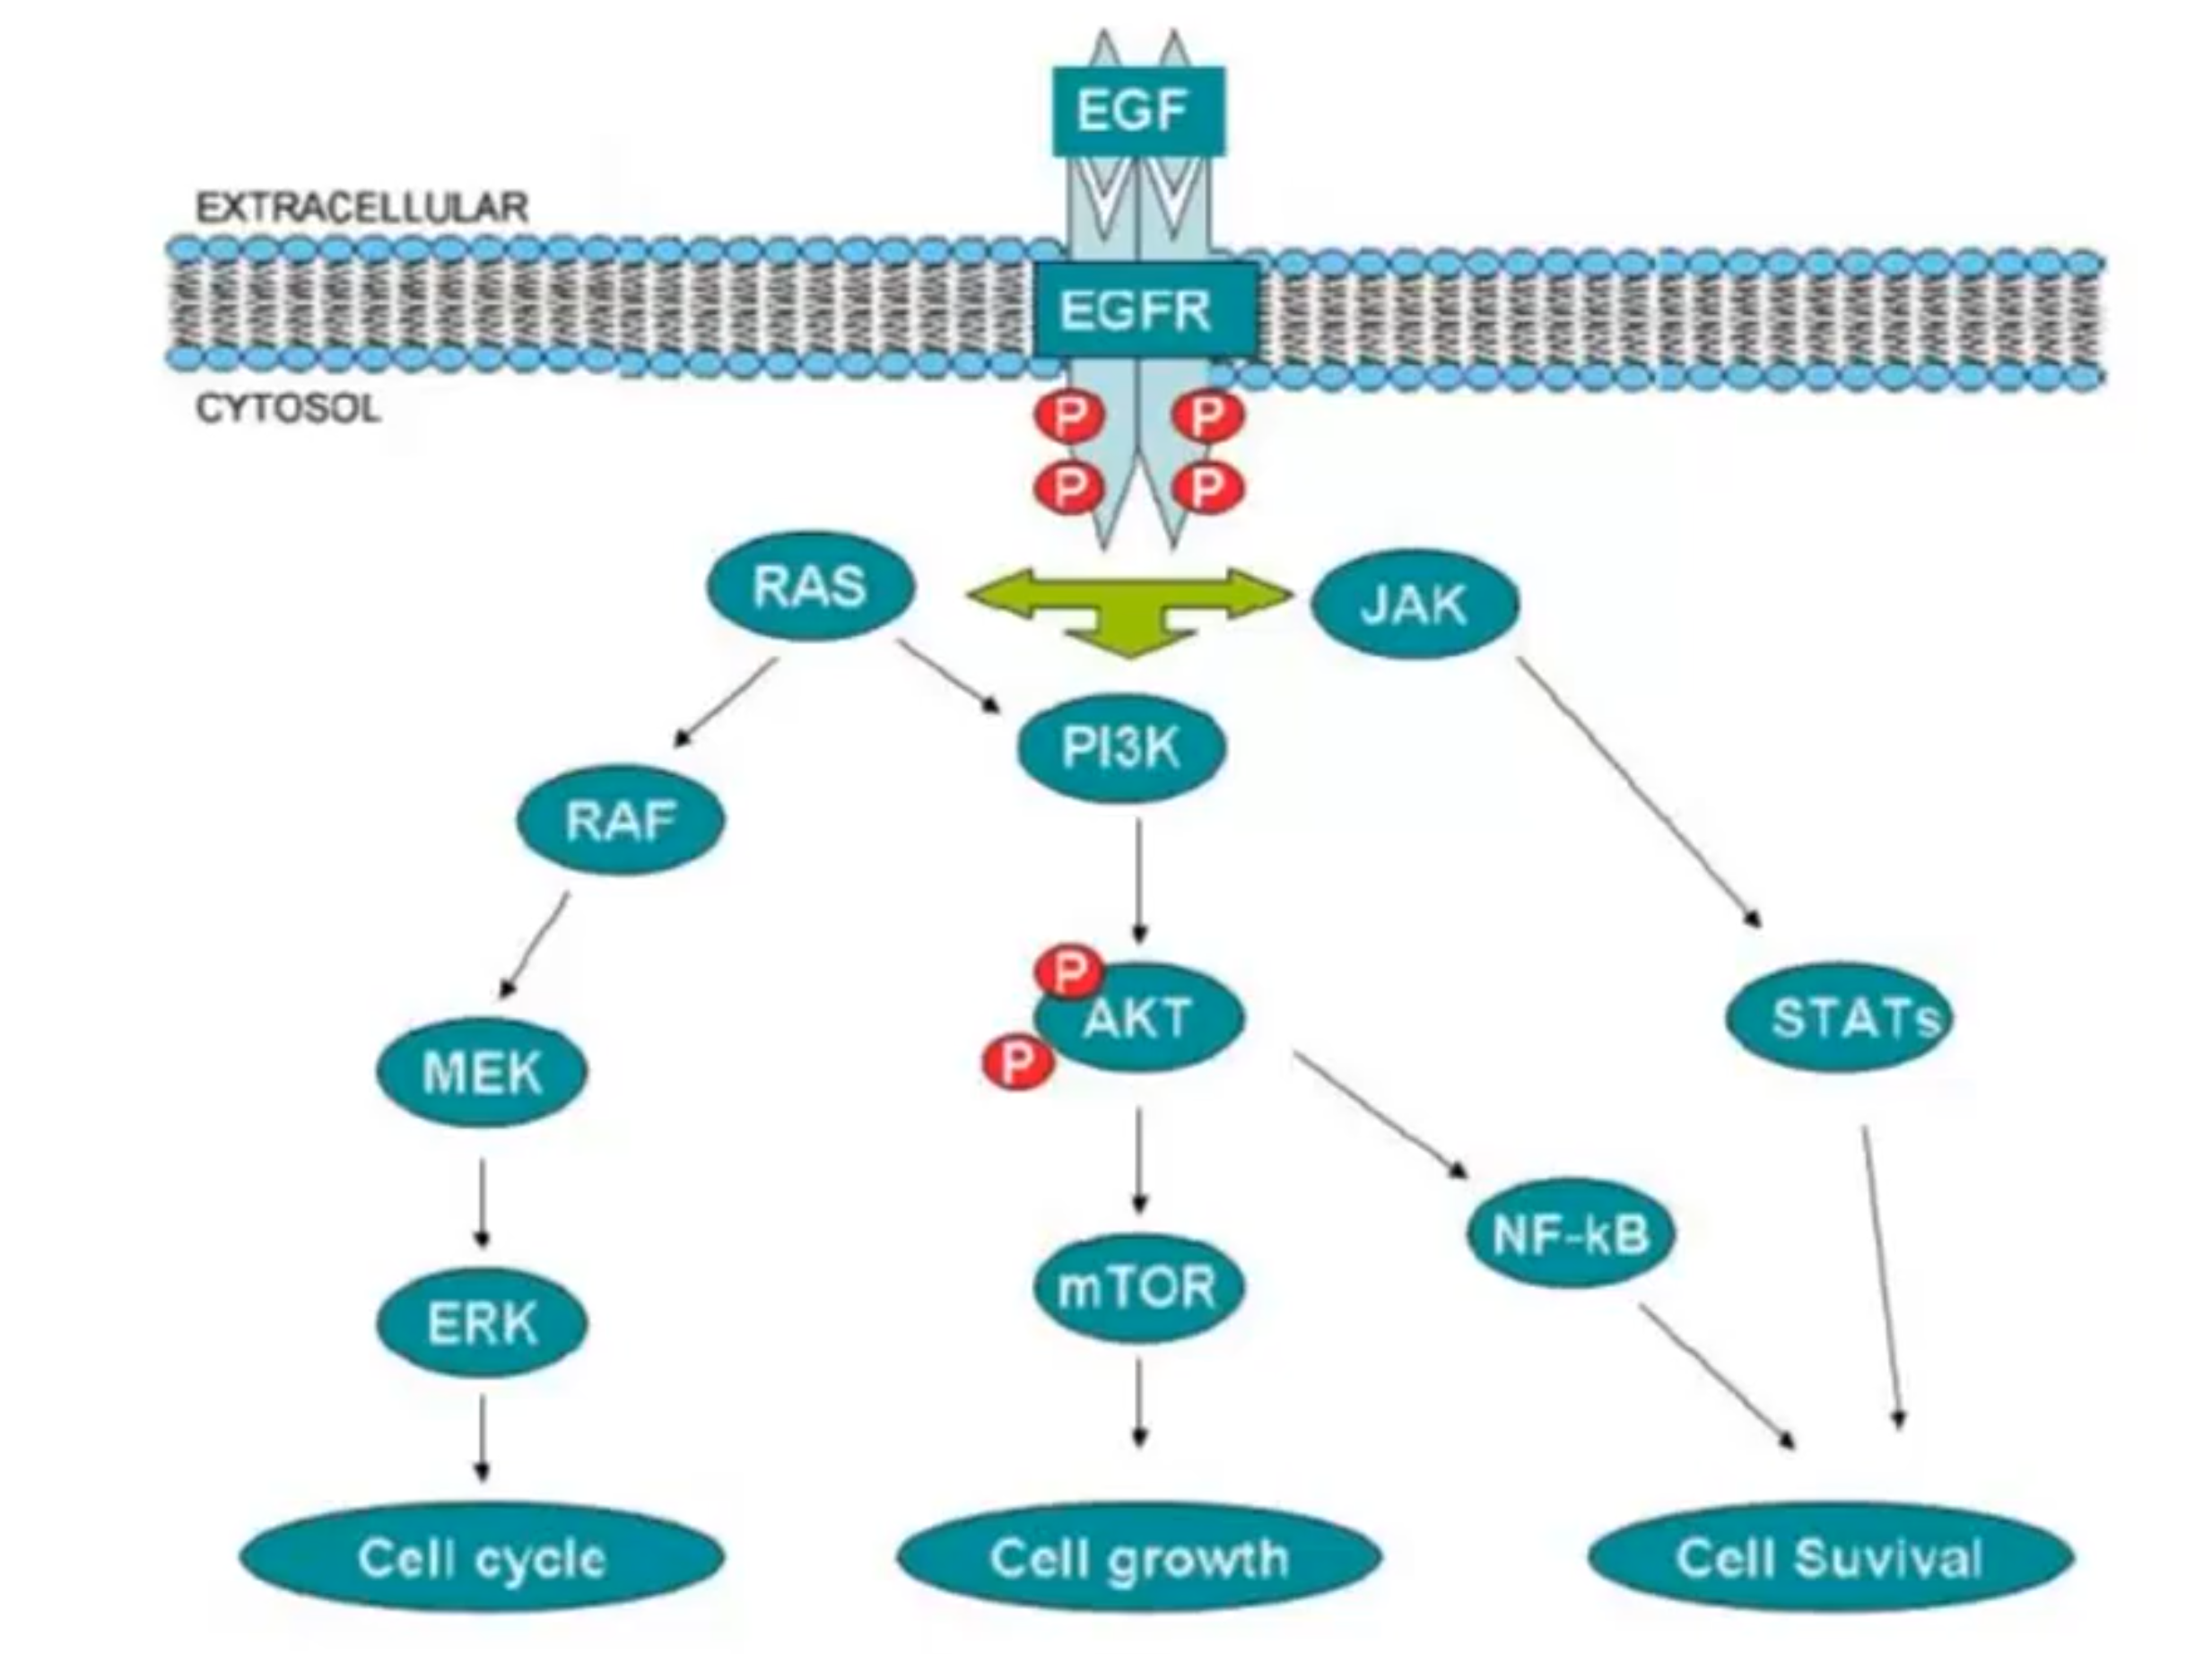 EGF
EXTRACELLULAR
EGFR
CYTOSOL
P P
P P
RAS
JAK
PI3K
RAF
P
AKT
STATs
P
MEK
NF-kB
mTOR
ERK
Cell cycle
Cell growth
Cell Suvival